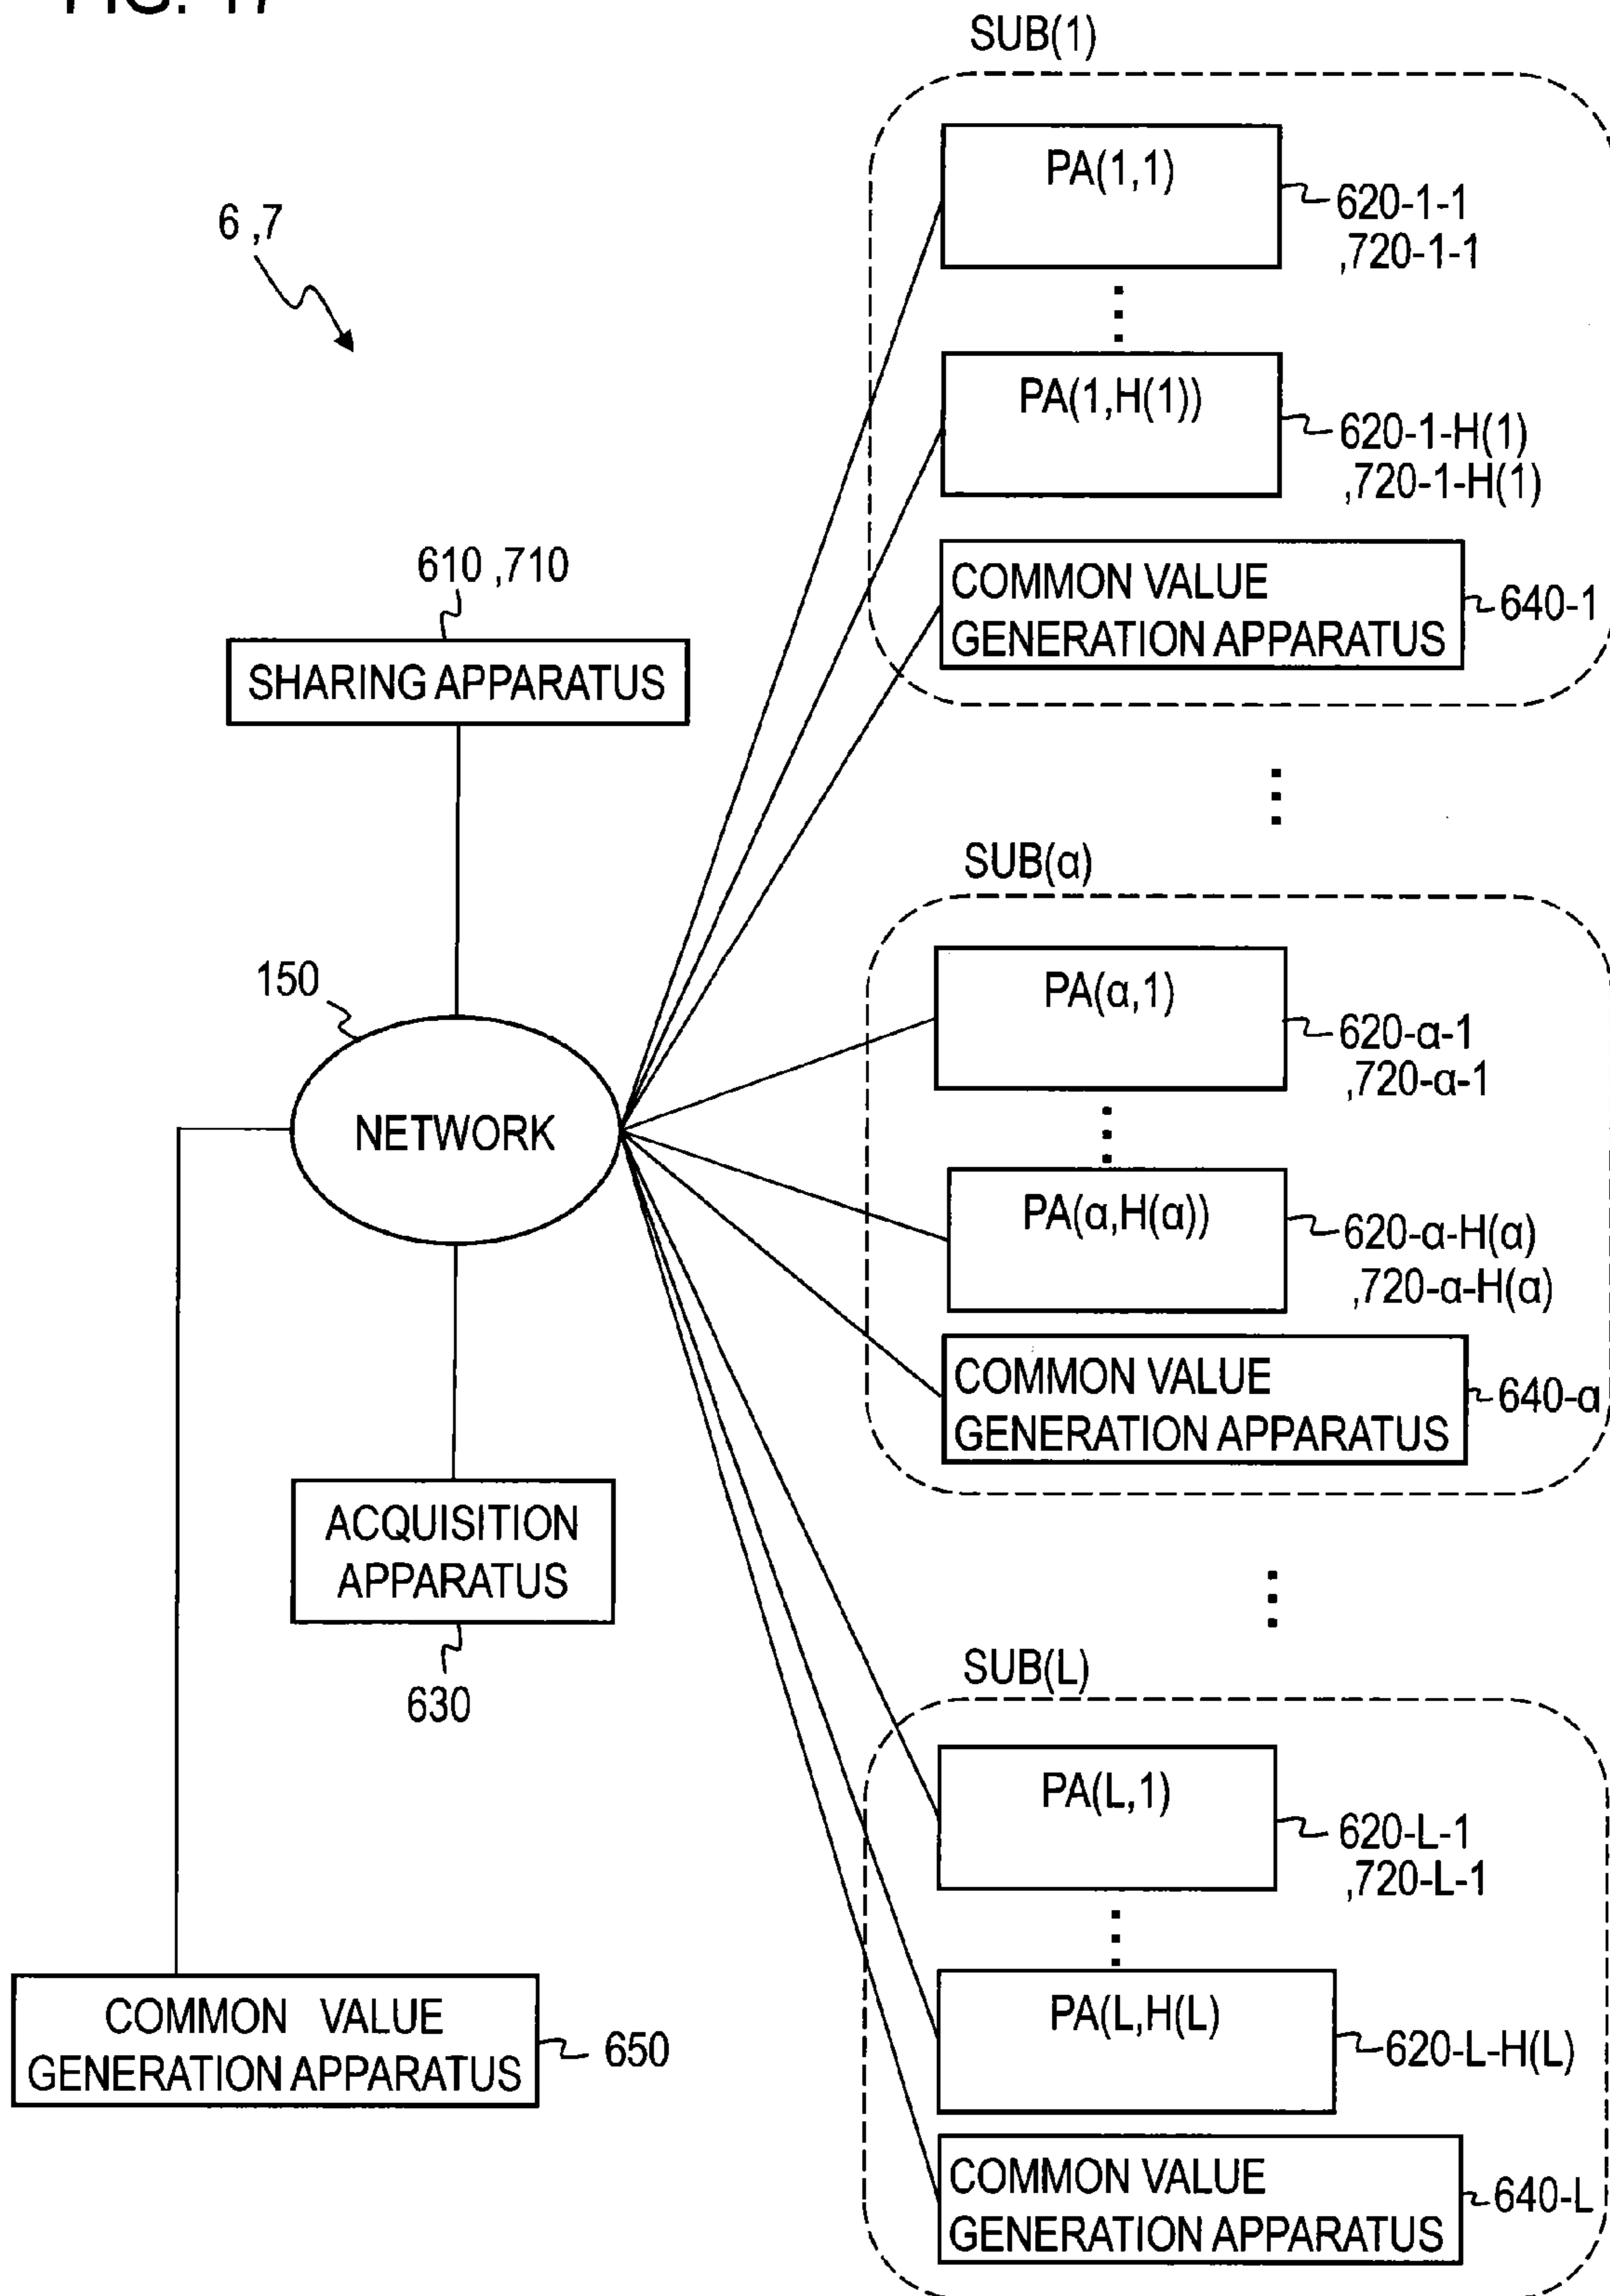 FIG. 17
SUB(1)
PA(1,1)
620-1-1
,720-1-1
6 ,7
PA(1,H(1))
620-1-H(1)
,720-1-H(1)
610 ,710
COMMON VALUE
GENERATION APPARATUS
640-1
SHARING APPARATUS
SUB(α)
150
PA(α,1)
620-α-1
,720-α-1
NETWORK
PA(α,H(α))
620-α-H(α)
,720-α-H(α)
COMMON VALUE
GENERATION APPARATUS
640-α
ACQUISITION
APPARATUS
630
SUB(L)
PA(L,1)
620-L-1
,720-L-1
COMMON VALUE
GENERATION APPARATUS
650
PA(L,H(L)
620-L-H(L)
COMMON VALUE
GENERATION APPARATUS
640-L